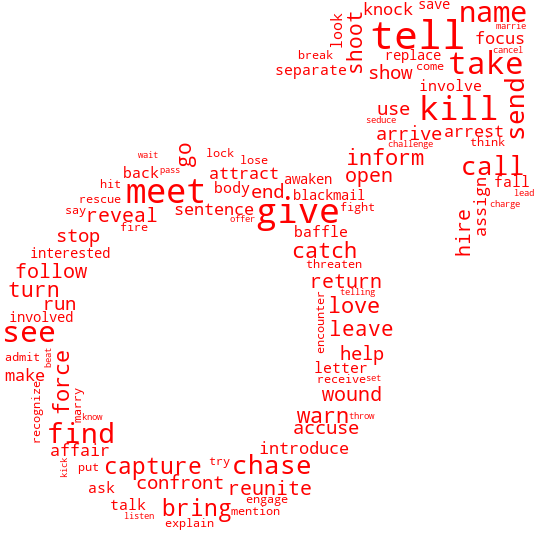 save
marrie
knock
name
look
tell
shoot
focus
cancel
break
replace
take
come
separate
show
involve
send
kill
use
seduce
arrive
arrest
challenge
think
go
wait
lock
inform
call
pass
lose
back
attract
open
awaken
fall
hit
body
end
blackmail
lead
meet
rescue
assign
charge
say
reveal
sentence
give
fight
offer
hire
fire
baffle
stop
catch
interested
threaten
follow
return
turn
telling
run
love
involved
encounter
leave
see
admit
beat
help
letter
make
force
receive
set
recognize
marry
wound
know
warn
throw
find
accuse
affair
introduce
kick
put
capture
try
chase
confront
ask
reunite
engage
talk
bring
mention
listen
explain